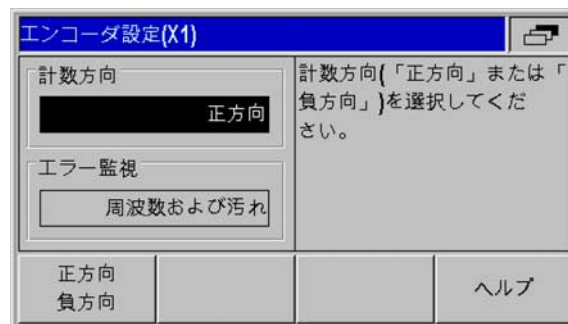 エンコーダ設定(X1)
計数方向
正方向
エラー監視
周波数および汚れ
計数方向(「正方向」または「
負方向」)を選択してくだ
さい。
正方向
負方向
ヘルプ